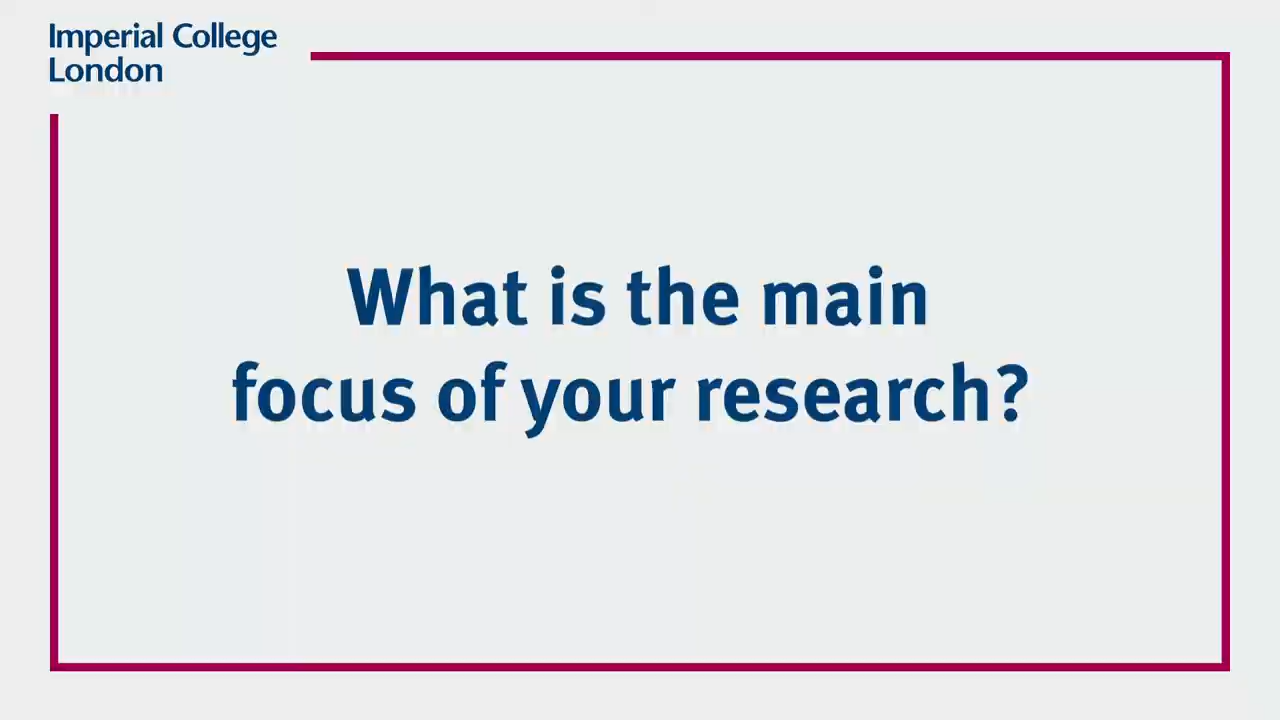 Imperial College
London
What is the main
focus of your research?